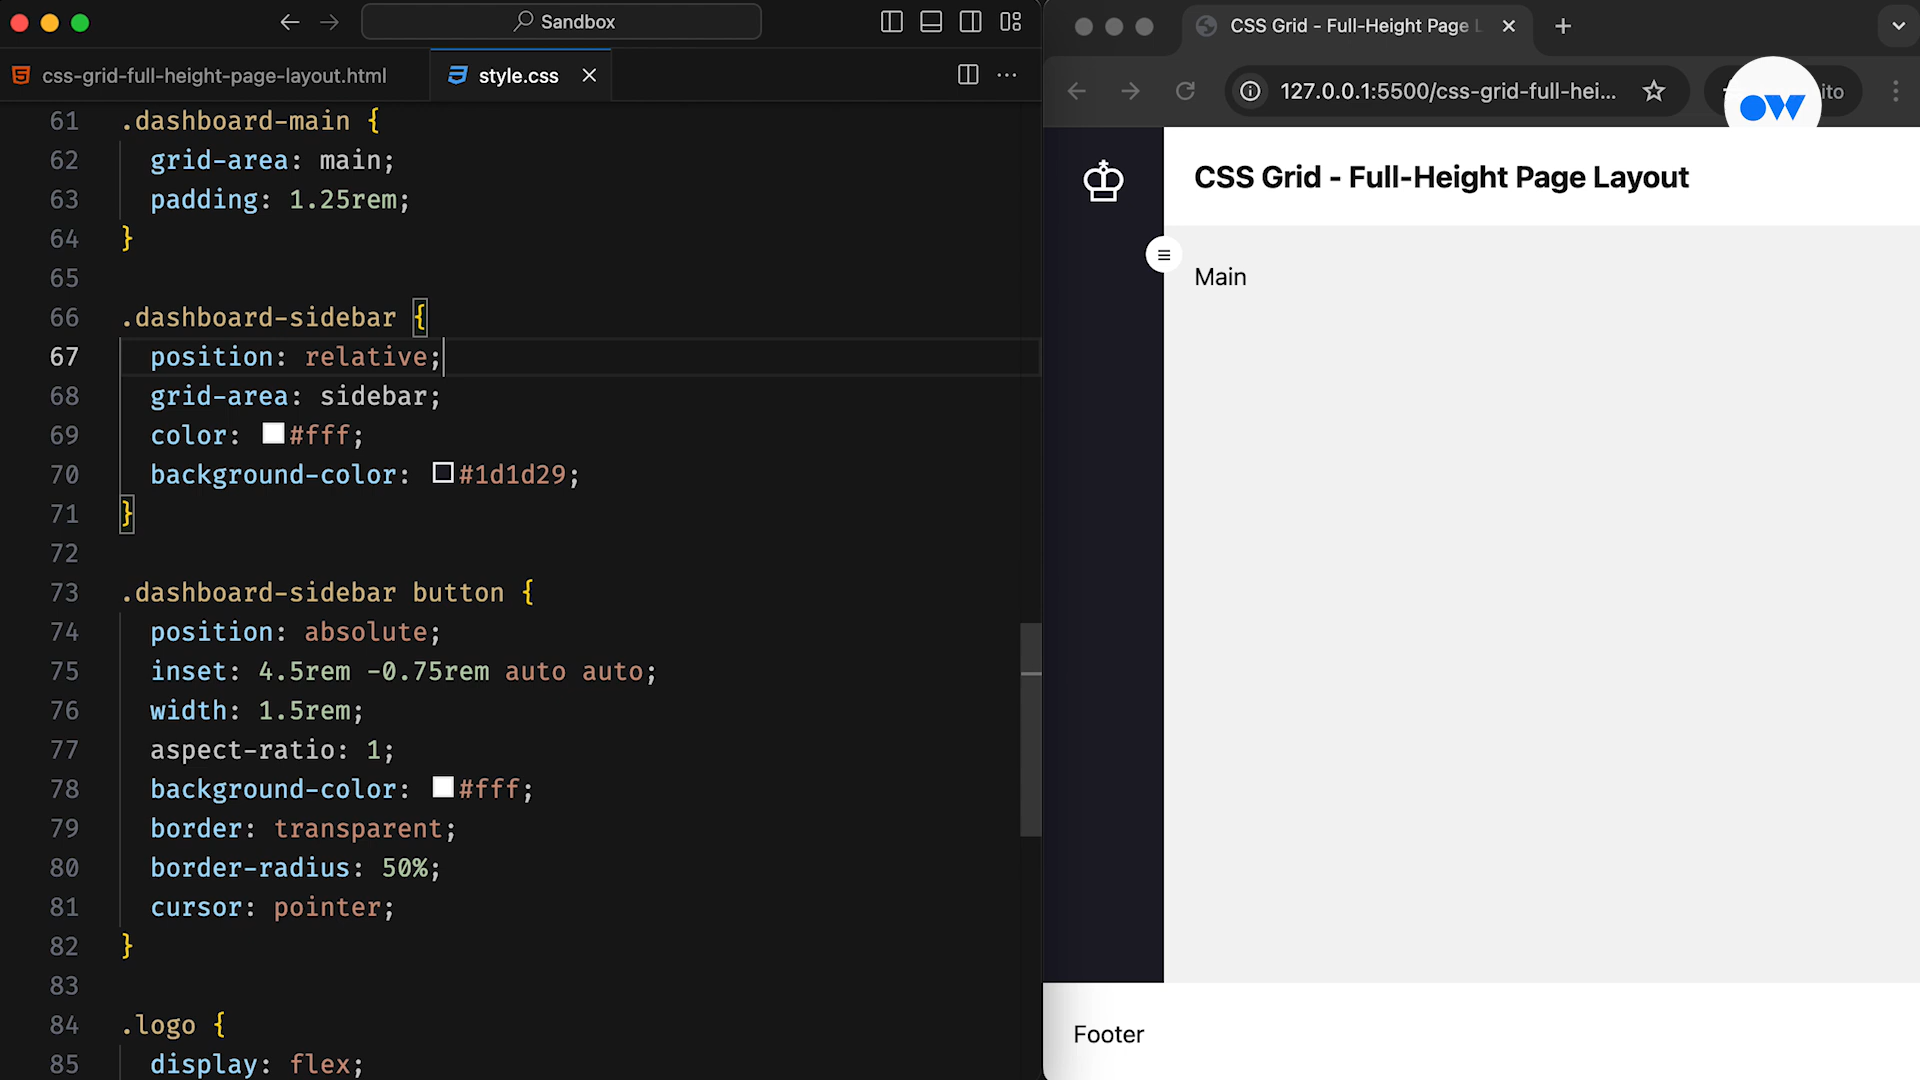 Sandbox
css-grid-full-height-page-layout.html
style.css
61 .dashboard-main {
62 grid-area: main;
63 padding: 1.25rem;
64 }
65
66 .dashboard-sidebar {
67 position: relative;
68 grid-area: sidebar;
69 color: #fff;
70 background-color: #1d1d29;
71 }
72
73 .dashboard-sidebar button {
74 position: absolute;
75 inset: 4.5rem -0.75rem auto auto;
76 width: 1.5rem;
77 aspect-ratio: 1;
78 background-color: #fff;
79 border: transparent;
80 border-radius: 50%;
81 cursor: pointer;
82 }
83
84 .logo {
85 display: flex;
CSS Grid - Full-Height Page
127.0.0.1:5500/css-grid-full-hei...
ow
CSS Grid - Full-Height Page Layout
Main
Footer